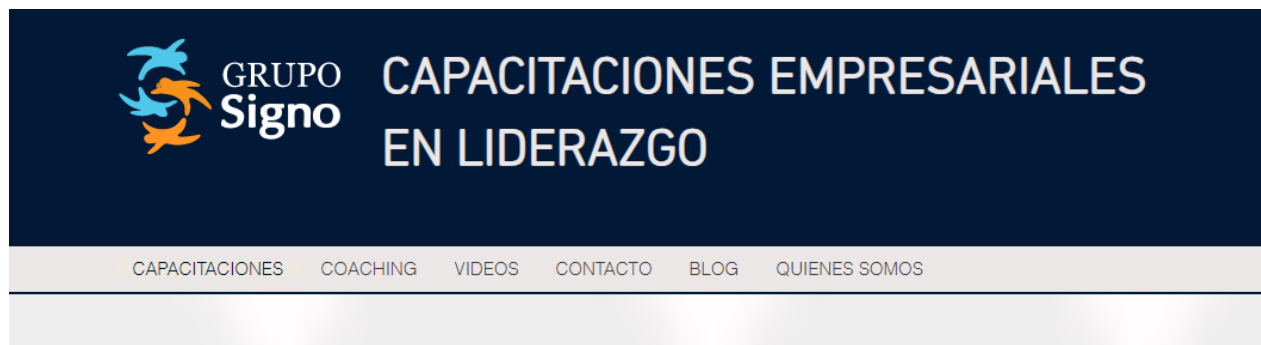 GRUPO
Signo
CAPACITACIONES EMPRESARIALES
EN LIDERAZGO
CAPACITACIONES COACHING VIDEOS CONTACTO BLOG QUIENES SOMOS